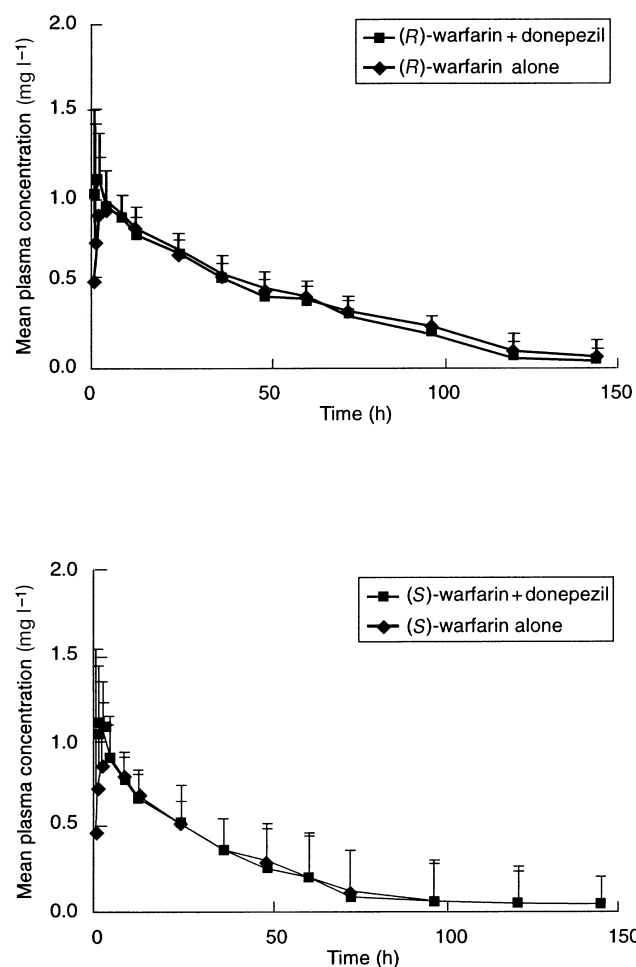 2.0
(R)-warfarin + donepezil
(R)-warfarin alone
1.5
1.0
0.5
0.0
Mean plasma concentration (mg l⁻¹)
0
50
100
150
Time (h)
2.0
(S)-warfarin + donepezil
(S)-warfarin alone
1.5
1.0
0.5
0.0
Mean plasma concentration (mg l⁻¹)
0
50
100
150
Time (h)